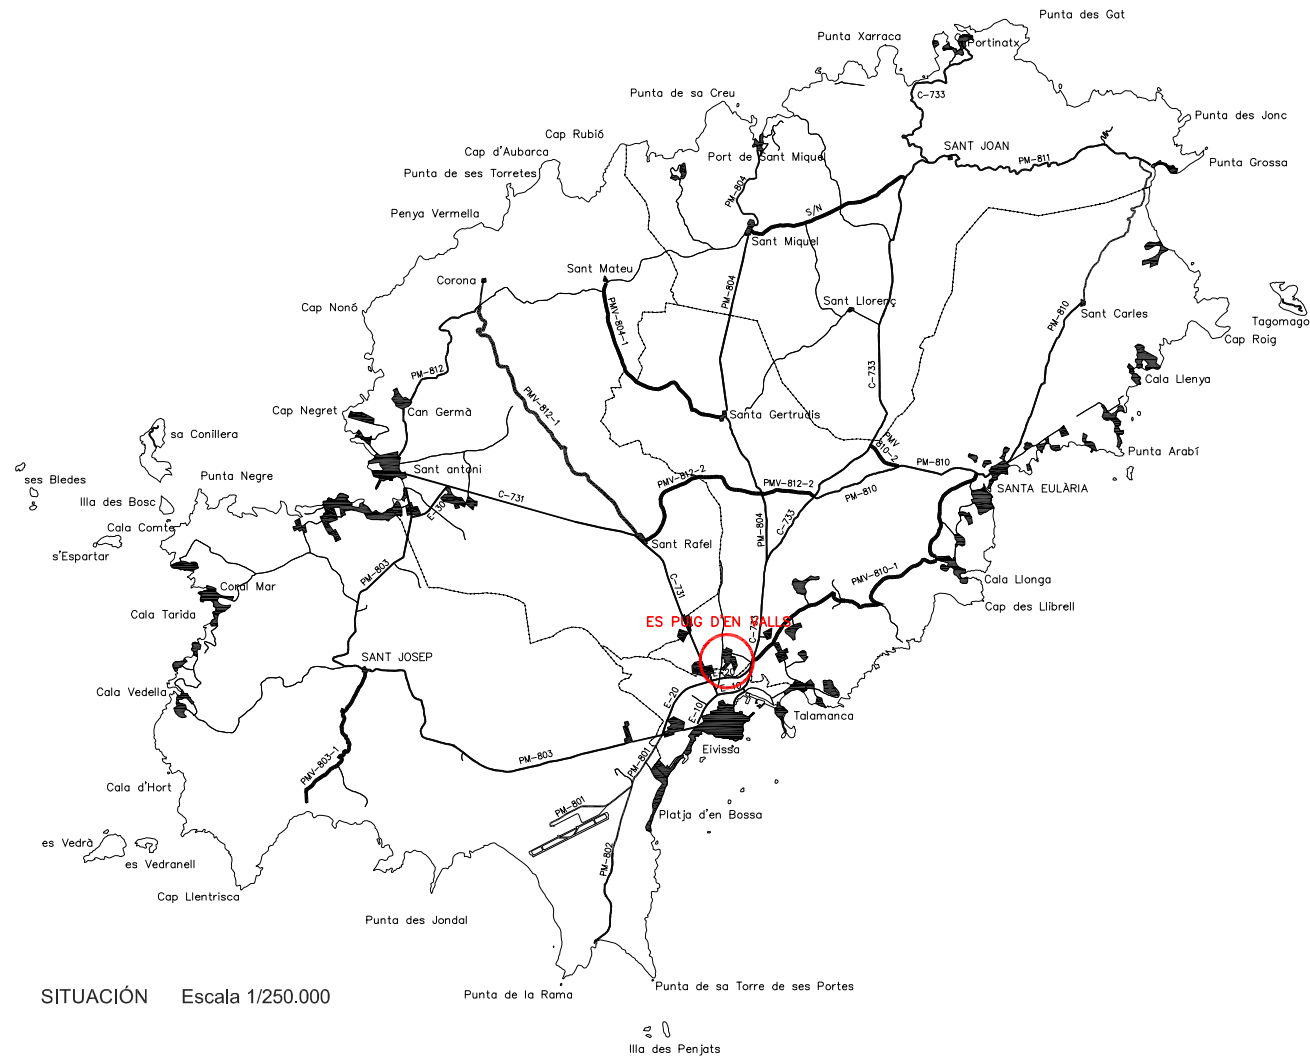 Punta des Gat
Punta Xarraca
Portinatx
C-733
Punta de sa Creu
Punta des Jonc
Cap Rubió
SANT JOAN
PM-811
Cap d'Aubarca
Port de Sant Miquel
Punta Grossa
Punta de ses Torretes
PM-804
Penya Vermella
S/N
Sant Miquel
Sant Mateu
Corona
PM-804
Cap Nonó
PMV-804-1
Sant Llorenç
PM-810
Sant Carles
Tagomago
Cap Roig
PM-812
C-733
Cala Llenya
Can Germà
Cap Negret
PMV-812-1
Santa Gertrudis
sa Conillera
PMV
810-2
Punta Arabí
Sant antoni
PM-810
ses Bledes
Punta Negre
PMV-812-2
PMV-812-2
PM-810
SANTA EULÀRIA
Illa des Bosc
C-731
E-130
Cala Comte
PM-804
C-733
s'Espartar
Sant Rafel
PM-803
PMV-810-1
Cala Llonga
Coral Mar
C-731
Cap des Llibrell
Cala Tarida
ES PUIG D'EN VALLS
C-733
SANT JOSEP
E-20
E-10
Cala Vedella
E-20
E-10
Talamanca
Eivissa
PMV-803-1
PM-803
PM-801
Cala d'Hort
PM-801
Platja d'en Bossa
es Vedrà
es Vedranell
PM-802
Cap Llentrisca
Punta des Jondal
SITUACIÓN Escala 1/250.000
Punta de la Rama
Punta de sa Torre de ses Portes
Illa des Penjats